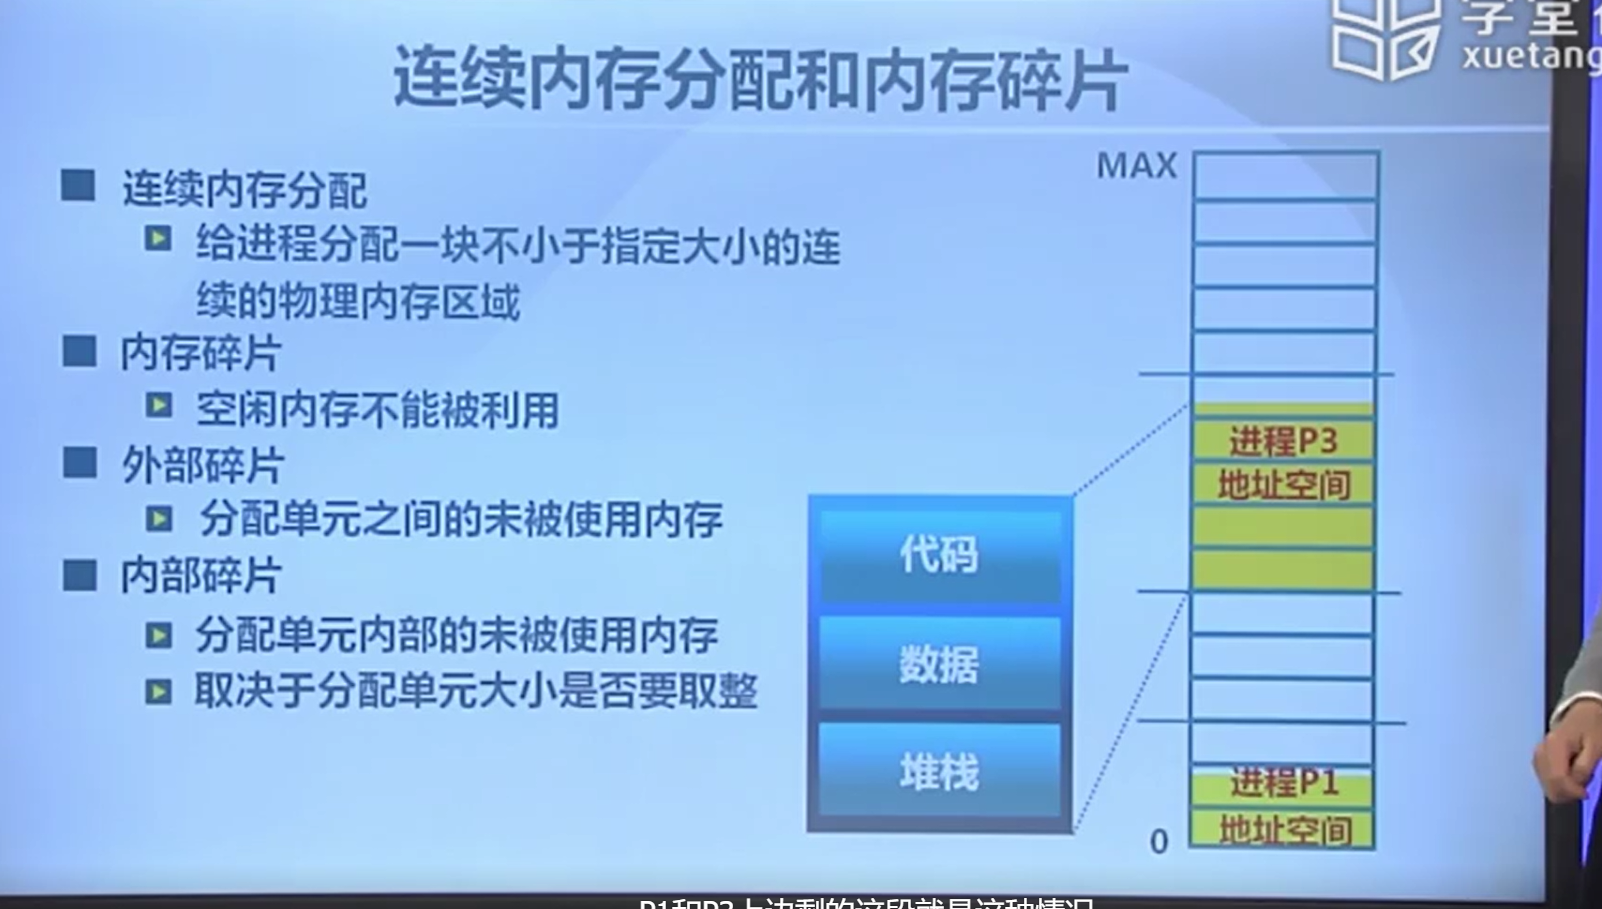 学堂
xuetang
连续内存分配和内存碎片
连续内存分配
给进程分配一块不小于指定大小的连
续的物理内存区域
内存碎片
空闲内存不能被利用
外部碎片
分配单元之间的未被使用内存
内部碎片
分配单元内部的未被使用内存
取决于分配单元大小是否要取整
代码
数据
堆栈
MAX
进程P3
地址空间
进程P1
地址空间
0